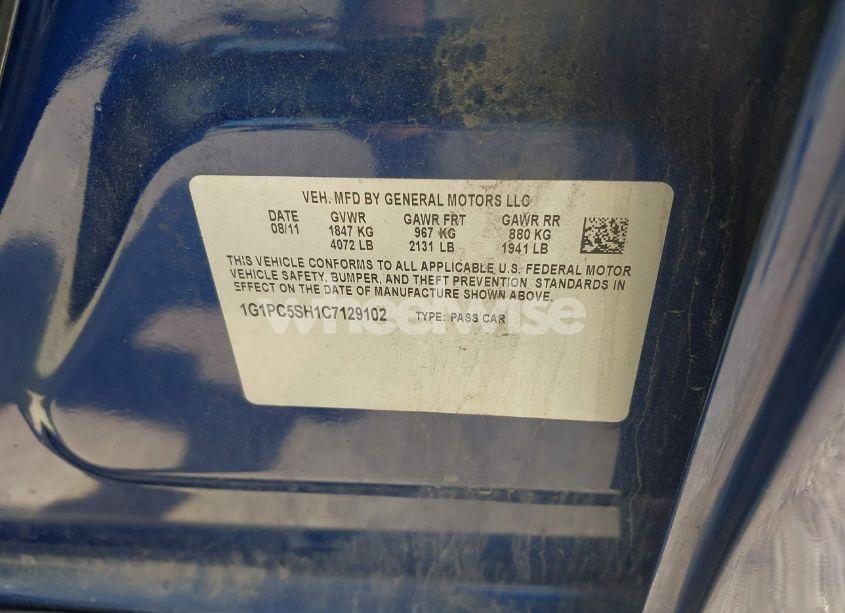 VEH. MFD BY GENERAL MOTORS LLC
DATE GVWR GAWR FRT GAWR RR
08/11 1847 KG 967 KG 880 KG
4072 LB 2131 LB 1941 LB
THIS VEHICLE CONFORMS TO ALL APPLICABLE U.S. FEDERAL MOTOR
VEHICLE SAFETY, BUMPER, AND THEFT PREVENTION STANDARDS IN
EFFECT ON THE DATE OF MANUFACTURE SHOWN ABOVE.
1G1PC5SH1C7129102 TYPE: PASS CAR
wheelwise